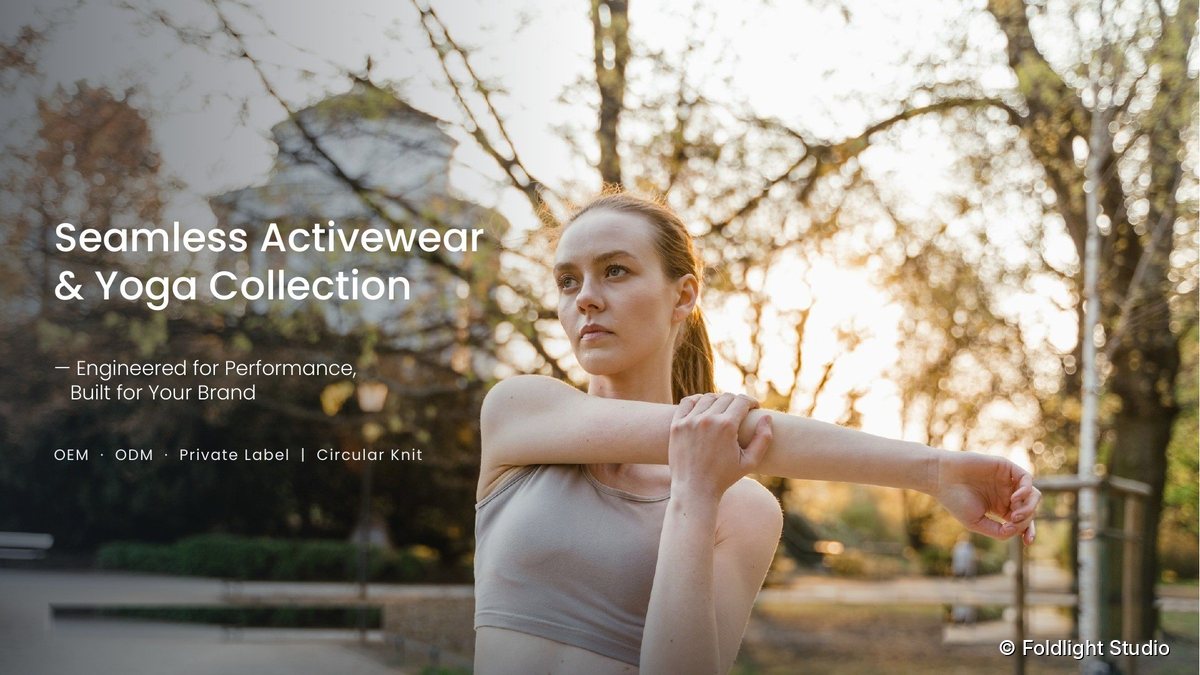 Seamless Activewear
& Yoga Collection
— Engineered for Performance,
Built for Your Brand
OEM · ODM · Private Label | Circular Knit
© Foldlight Studio